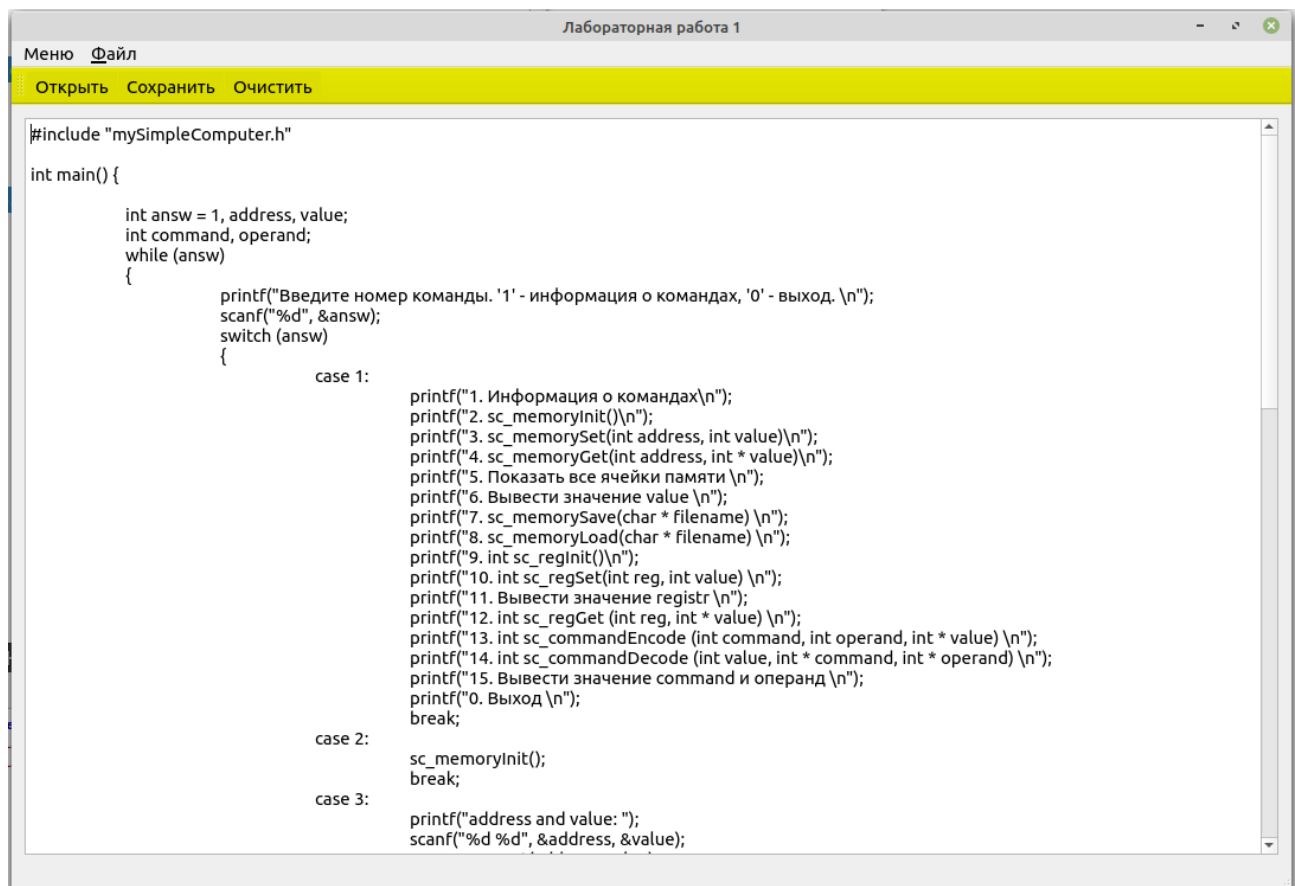 Лабораторная работа 1
Меню Файл
Открыть Сохранить Очистить
#include "mySimpleComputer.h"
int main() {
int answ = 1, address, value;
int command, operand;
while (answ)
{
printf("Введите номер команды. '1' - информация о командах, '0' - выход. \n");
scanf("%d", &answ);
switch (answ)
{
case 1:
printf("1. Информация о командах\n");
printf("2. sc_memoryInit()\n");
printf("3. sc_memorySet(int address, int value)\n");
printf("4. sc_memoryGet(int address, int * value)\n");
printf("5. Показать все ячейки памяти \n");
printf("6. Вывести значение value \n");
printf("7. sc_memorySave(char * filename) \n");
printf("8. sc_memoryLoad(char * filename) \n");
printf("9. int sc_regInit()\n");
printf("10. int sc_regSet(int reg, int value) \n");
printf("11. Вывести значение registr \n");
printf("12. int sc_regGet (int reg, int * value) \n");
printf("13. int sc_commandEncode (int command, int operand, int * value) \n");
printf("14. int sc_commandDecode (int value, int * command, int * operand) \n");
printf("15. Вывести значение command и операнд \n");
printf("0. Выход \n");
break;
case 2:
sc_memoryInit();
break;
case 3:
printf("address and value: ");
scanf("%d %d", &address, &value);